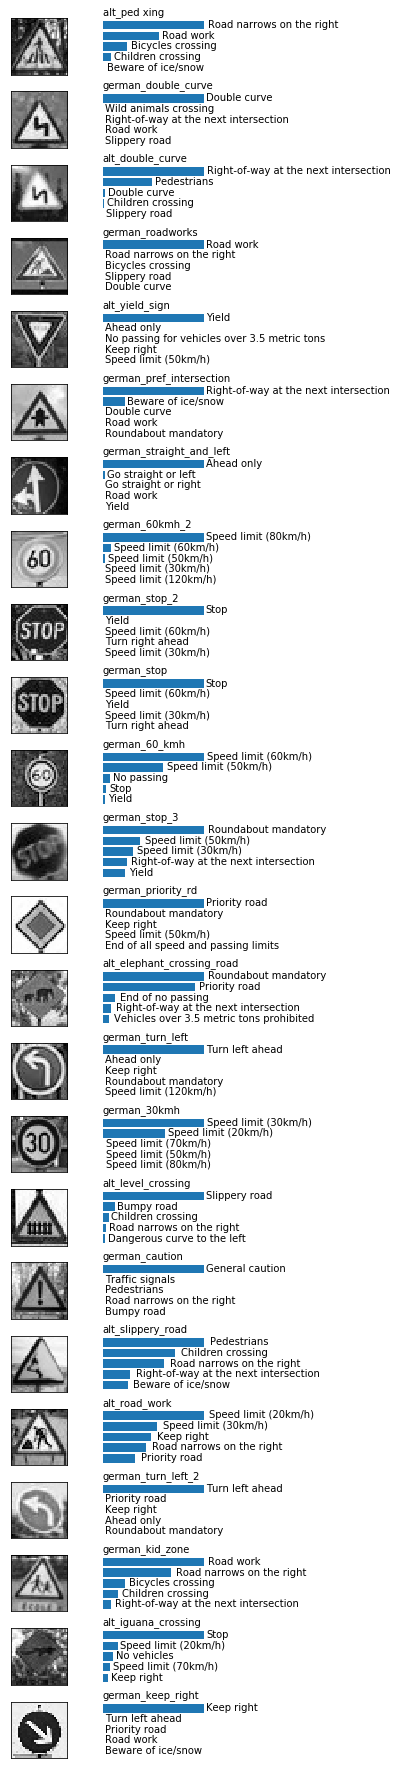 alt_ped xing
Road narrows on the right
Road work
Bicycles crossing
Children crossing
Beware of ice/snow
german_double_curve
Double curve
Wild animals crossing
Right-of-way at the next intersection
Road work
Slippery road
alt_double_curve
Right-of-way at the next intersection
Pedestrians
Double curve
Children crossing
Slippery road
german_roadworks
Road work
Road narrows on the right
Bicycles crossing
Slippery road
Double curve
alt_yield_sign
Yield
Ahead only
No passing for vehicles over 3.5 metric tons
Keep right
Speed limit (50km/h)
german_pref_intersection
Right-of-way at the next intersection
Beware of ice/snow
Double curve
Road work
Roundabout mandatory
german_straight_and_left
Ahead only
Go straight or left
Go straight or right
Road work
Yield
german_60kmh_2
60
Speed limit (80km/h)
Speed limit (60km/h)
Speed limit (50km/h)
Speed limit (30km/h)
Speed limit (120km/h)
german_stop_2
STOP
Stop
Yield
Speed limit (60km/h)
Turn right ahead
Speed limit (30km/h)
german_stop
STOP
Stop
Speed limit (60km/h)
Yield
Speed limit (30km/h)
Turn right ahead
german_60_kmh
60
Speed limit (60km/h)
Speed limit (50km/h)
No passing
Stop
Yield
german_stop_3
STOP
Roundabout mandatory
Speed limit (50km/h)
Speed limit (30km/h)
Right-of-way at the next intersection
Yield
german_priority_rd
Priority road
Roundabout mandatory
Keep right
Speed limit (50km/h)
End of all speed and passing limits
alt_elephant_crossing_road
Roundabout mandatory
Priority road
End of no passing
Right-of-way at the next intersection
Vehicles over 3.5 metric tons prohibited
german_turn_left
Turn left ahead
Ahead only
Keep right
Roundabout mandatory
Speed limit (120km/h)
german_30kmh
30
Speed limit (30km/h)
Speed limit (20km/h)
Speed limit (70km/h)
Speed limit (50km/h)
Speed limit (80km/h)
alt_level_crossing
Slippery road
Bumpy road
Children crossing
Road narrows on the right
Dangerous curve to the left
german_caution
General caution
Traffic signals
Pedestrians
Road narrows on the right
Bumpy road
alt_slippery_road
Pedestrians
Children crossing
Road narrows on the right
Right-of-way at the next intersection
Beware of ice/snow
alt_road_work
Speed limit (20km/h)
Speed limit (30km/h)
Keep right
Road narrows on the right
Priority road
german_turn_left_2
Turn left ahead
Priority road
Keep right
Ahead only
Roundabout mandatory
german_kid_zone
Road work
Road narrows on the right
Bicycles crossing
Children crossing
Right-of-way at the next intersection
alt_iguana_crossing
Stop
Speed limit (20km/h)
No vehicles
Speed limit (70km/h)
Keep right
german_keep_right
Keep right
Turn left ahead
Priority road
Road work
Beware of ice/snow